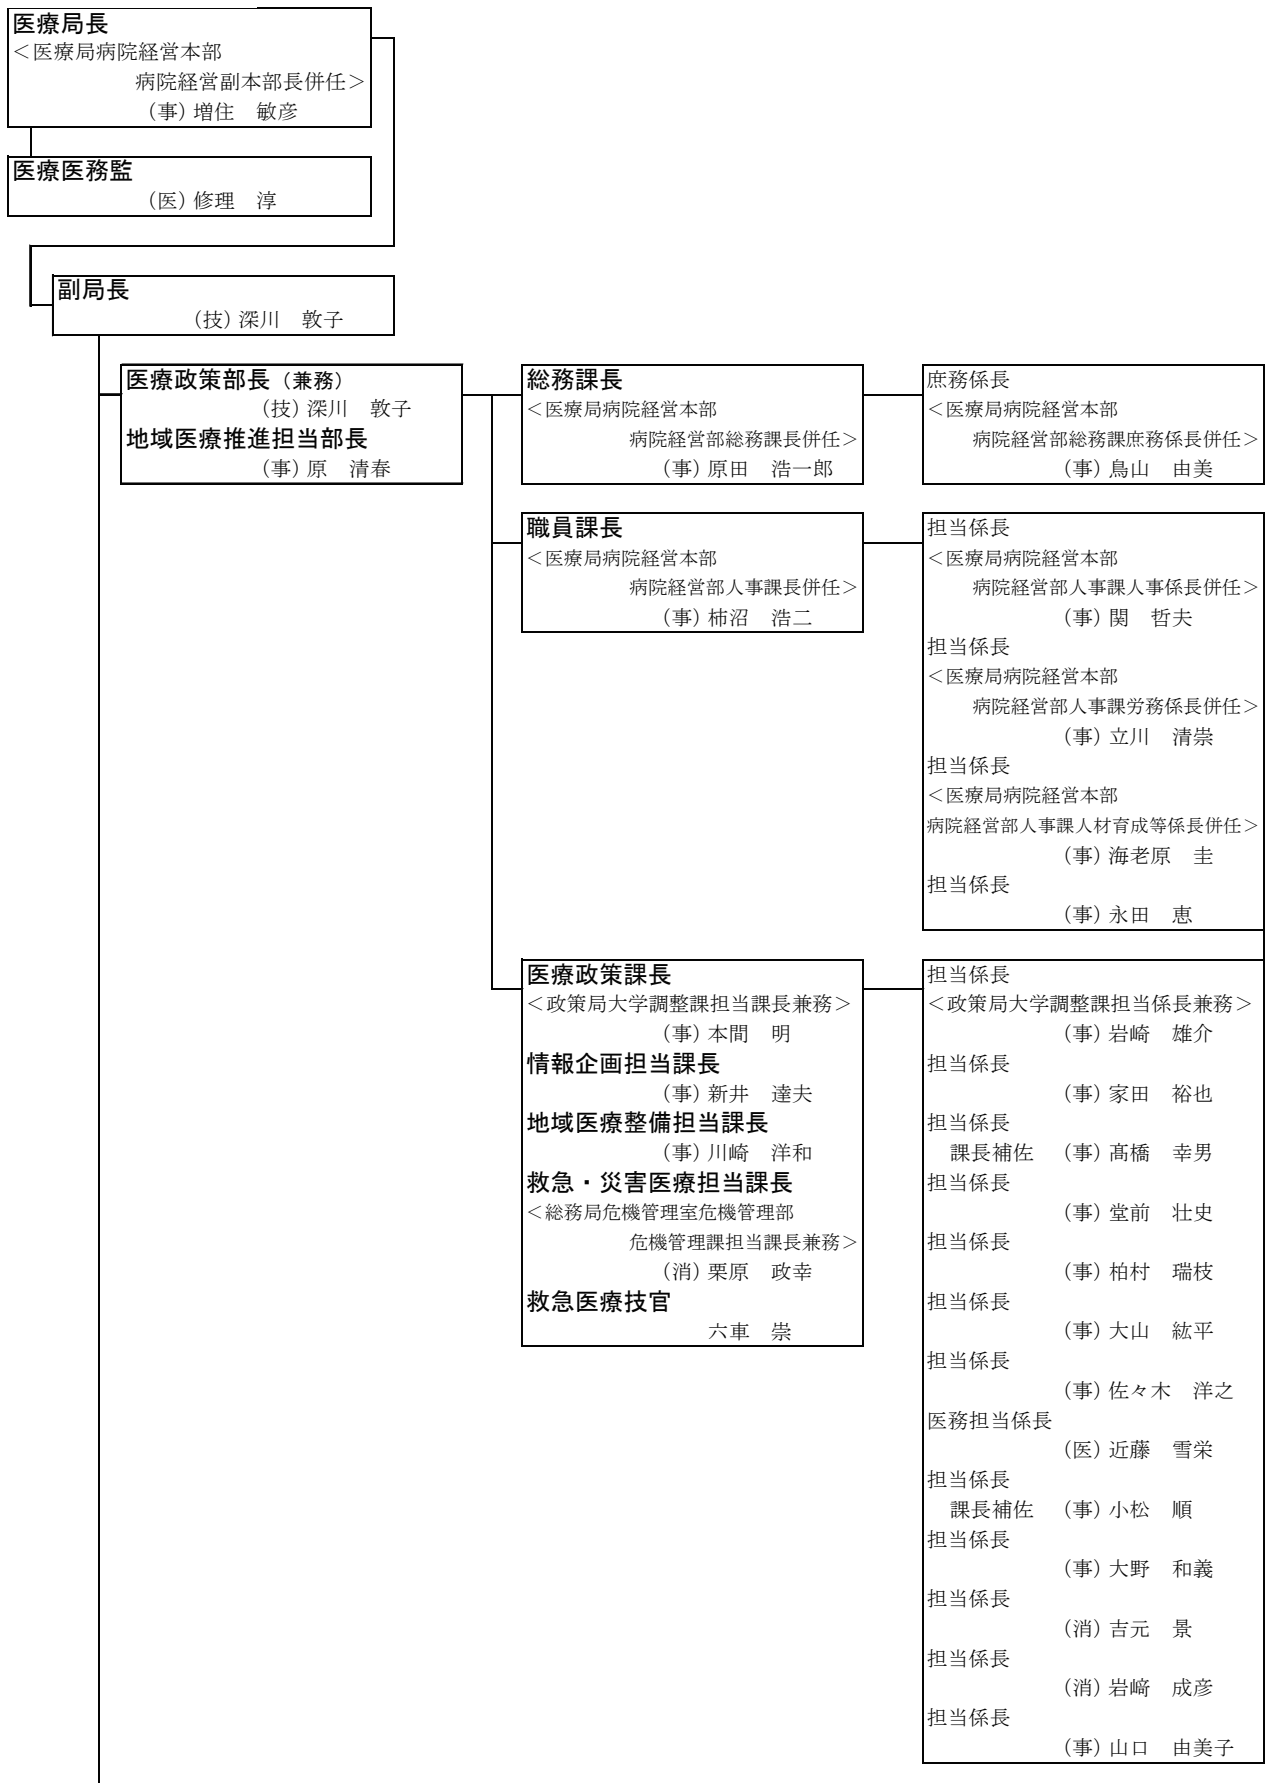 医療局長
＜医療局病院経営本部
病院経営副本部長併任＞
（事）増住　敏彦
医療医務監
（医）修理　淳
副局長
（技）深川　敦子
医療政策部長（兼務）
（技）深川　敦子
地域医療推進担当部長
（事）原　清春
総務課長
＜医療局病院経営本部
病院経営部総務課長併任＞
（事）原田　浩一郎
庶務係長
＜医療局病院経営本部
病院経営部総務課庶務係長併任＞
（事）鳥山　由美
職員課長
＜医療局病院経営本部
病院経営部人事課長併任＞
（事）柿沼　浩二
担当係長
＜医療局病院経営本部
病院経営部人事課人事係長併任＞
（事）関　哲夫
担当係長
＜医療局病院経営本部
病院経営部人事課労務係長併任＞
（事）立川　清崇
担当係長
＜医療局病院経営本部
病院経営部人事課人材育成等係長併任＞
（事）海老原　圭
担当係長
（事）永田　恵
医療政策課長
＜政策局大学調整課担当課長兼務＞
（事）本間　明
情報企画担当課長
（事）新井　達夫
地域医療整備担当課長
（事）川崎　洋和
救急・災害医療担当課長
＜総務局危機管理室危機管理部
危機管理課担当課長兼務＞
（消）栗原　政幸
救急医療技官
六車　崇
担当係長
＜政策局大学調整課担当係長兼務＞
（事）岩崎　雄介
担当係長
（事）家田　裕也
担当係長
課長補佐　（事）髙橋　幸男
担当係長
（事）堂前　壮史
担当係長
（事）柏村　瑞枝
担当係長
（事）大山　紘平
担当係長
（事）佐々木　洋之
医務担当係長
（医）近藤　雪栄
担当係長
課長補佐　（事）小松　順
担当係長
（事）大野　和義
担当係長
（消）吉元　景
担当係長
（消）岩﨑　成彦
担当係長
（事）山口　由美子